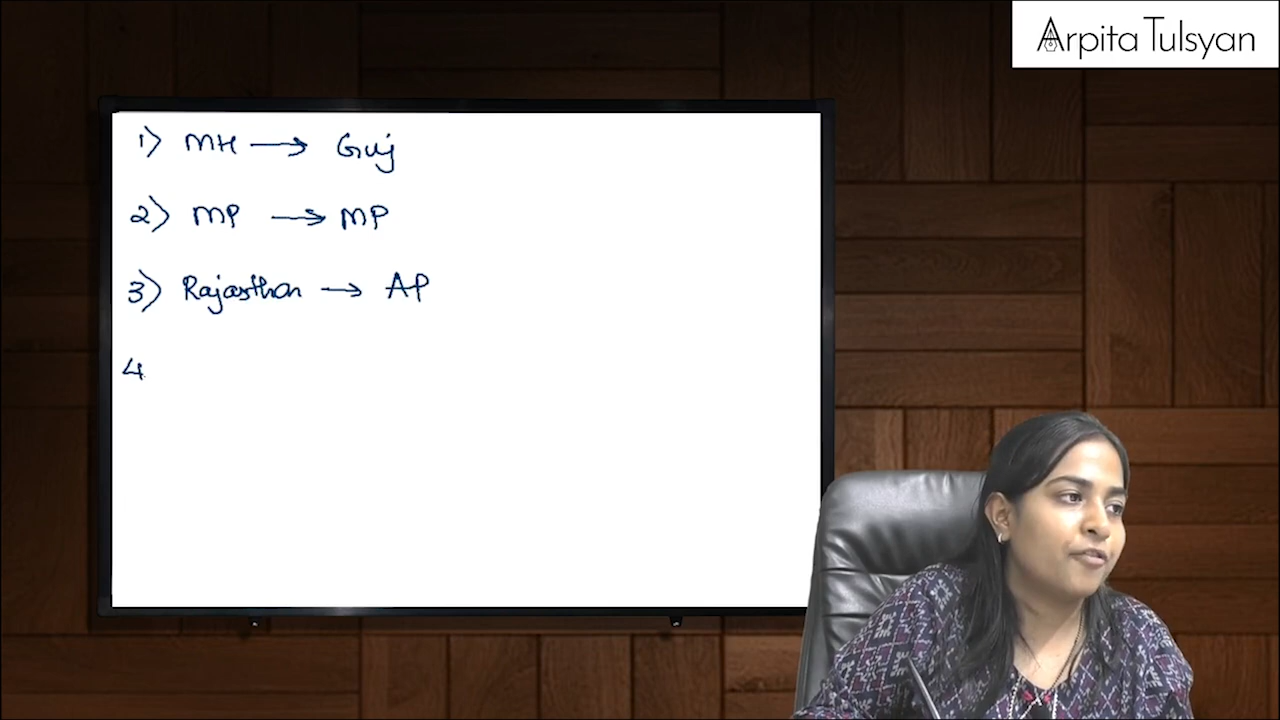 Arpita Tulsyan
1) MH → Guj
2) MP → MP
3) Rajasthan → AP
4